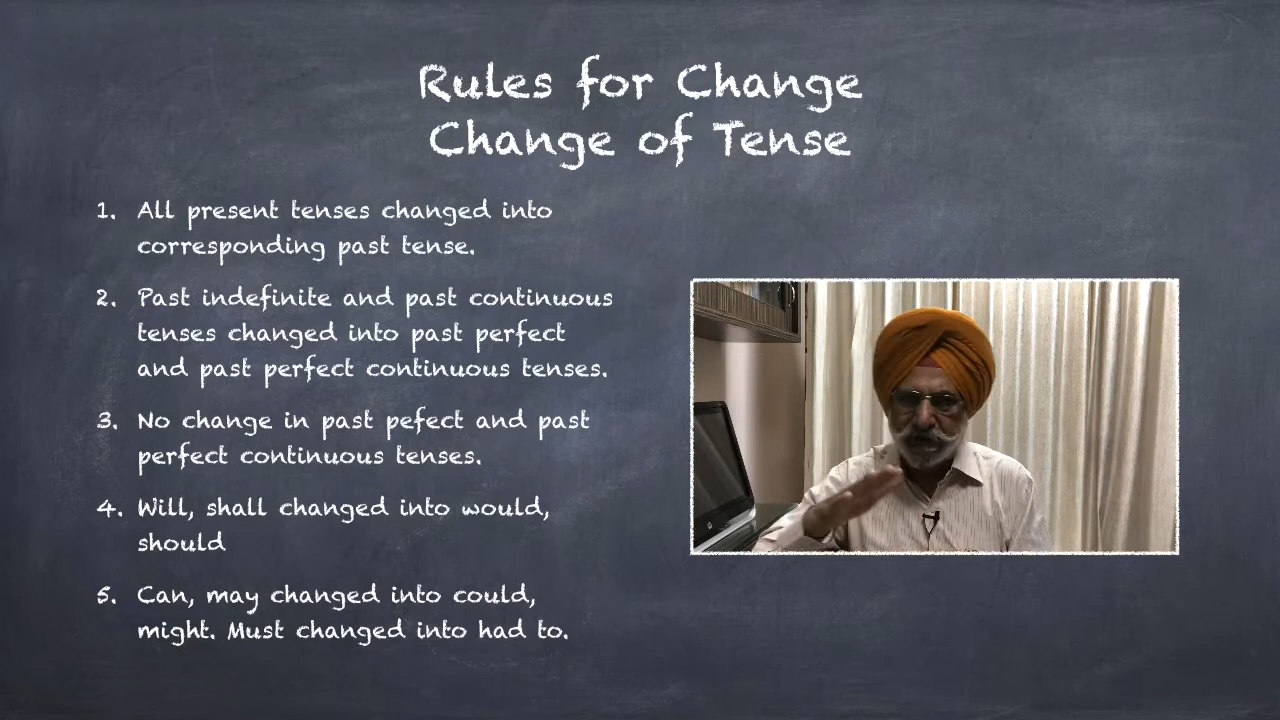 Rules for Change
Change of Tense
1. All present tenses changed into
corresponding past tense.
2. Past indefinite and past continuous
tenses changed into past perfect
and past perfect continuous tenses.
3. No change in past pefect and past
perfect continuous tenses.
4. Will, shall changed into would,
should
5. Can, may changed into could,
might. Must changed into had to.